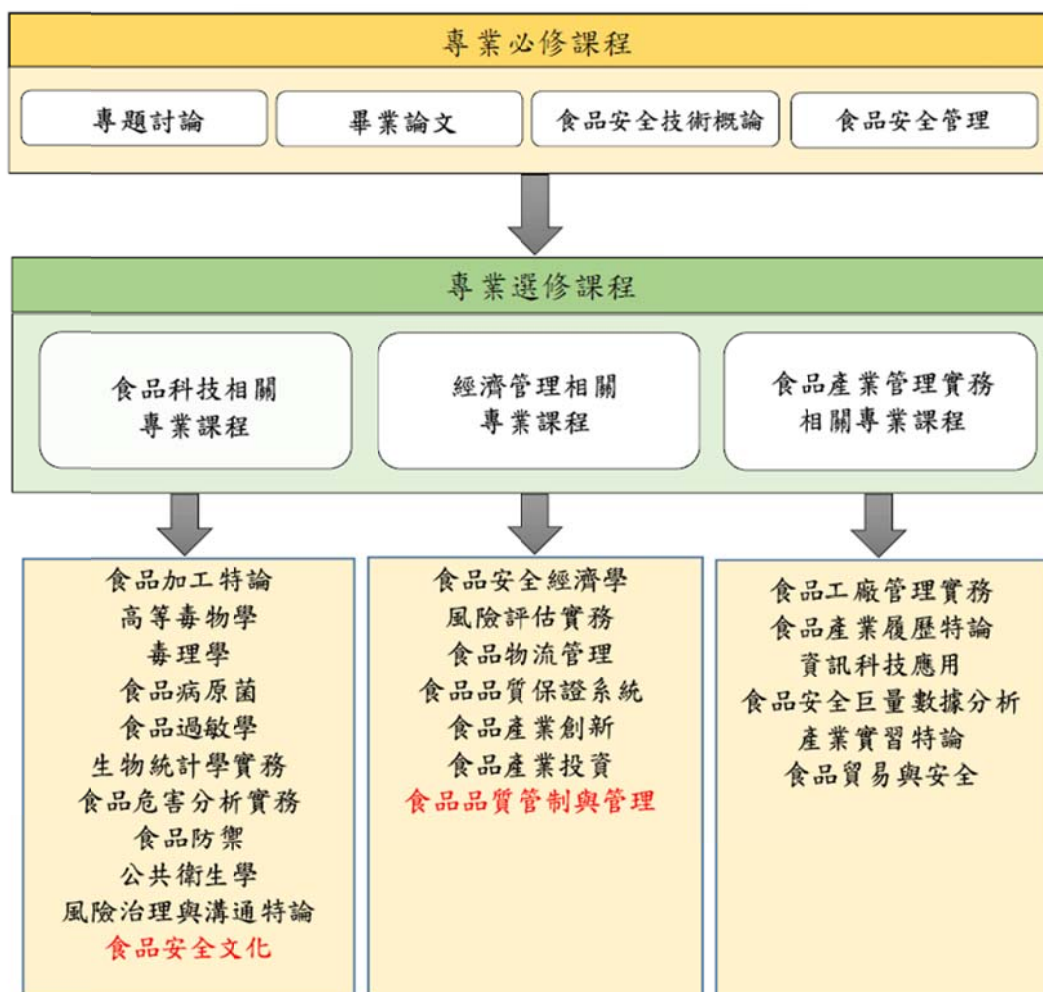 專業必修課程
專題討論
畢業論文
食品安全技術概論
食品安全管理
專業選修課程
食品科技相關
專業課程
經濟管理相關
專業課程
食品產業管理實務
相關專業課程
食品加工特論
高等毒物學
毒理學
食品病原菌
食品過敏學
生物統計學實務
食品危害分析實務
食品防禦
公共衛生學
風險治理與溝通特論
食品安全文化
食品安全經濟學
風險評估實務
食品物流管理
食品品質保證系統
食品產業創新
食品產業投資
食品品質管制與管理
食品工廠管理實務
食品產業履歷特論
資訊科技應用
食品安全巨量數據分析
產業實習特論
食品貿易與安全